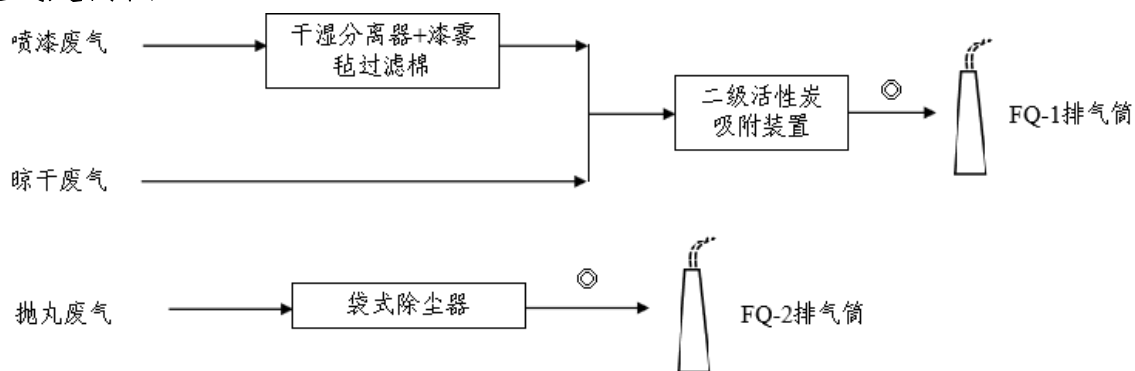 喷漆废气
干湿分离器+漆雾
毡过滤棉
二级活性炭
吸附装置
FQ-1排气筒
晾干废气
抛丸废气
袋式除尘器
FQ-2排气筒